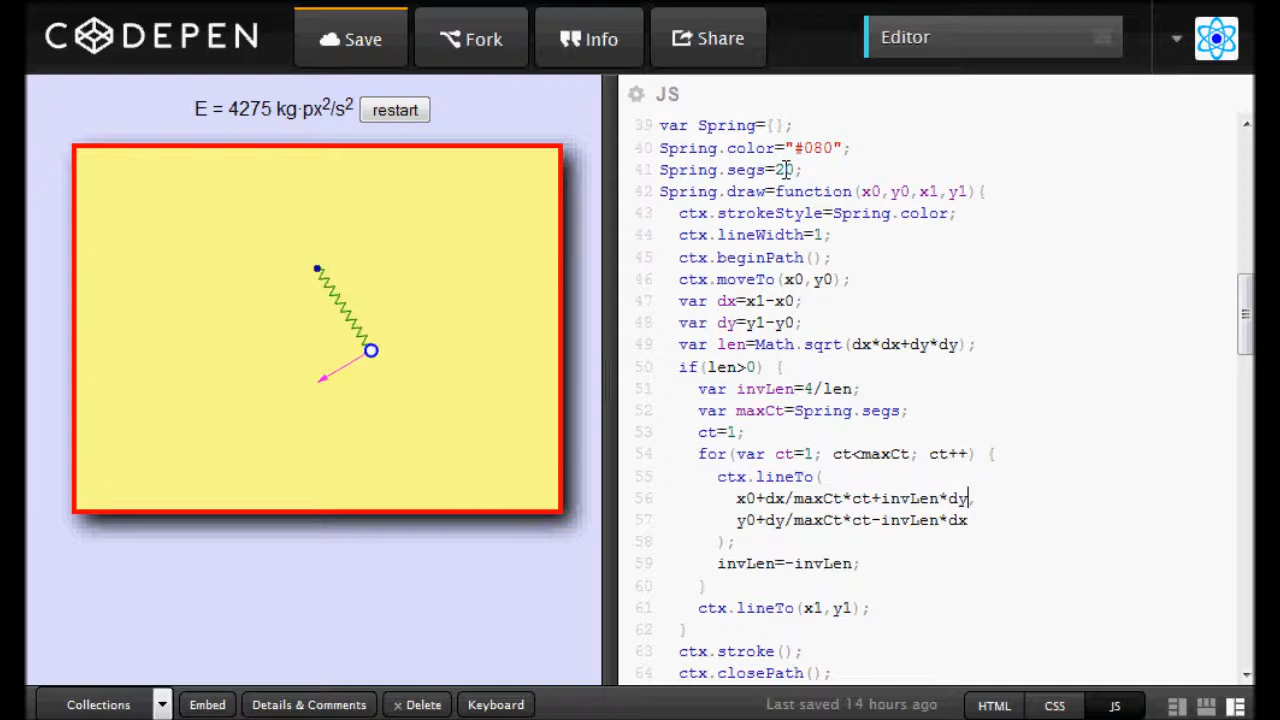 CODEPEN
Save
Fork
Info
Share
Editor
E = 4275 kg·px²/s² restart
JS
39 var Spring={};
40 Spring.color="#080";
41 Spring.segs=20;
42 Spring.draw=function(x0,y0,x1,y1){
43 ctx.strokeStyle=Spring.color;
44 ctx.lineWidth=1;
45 ctx.beginPath();
46 ctx.moveTo(x0,y0);
47 var dx=x1-x0;
48 var dy=y1-y0;
49 var len=Math.sqrt(dx*dx+dy*dy);
50 if(len>0) {
51 var invLen=4/len;
52 var maxCt=Spring.segs;
53 ct=1;
54 for(var ct=1; ct<maxCt; ct++) {
55 ctx.lineTo(
56 x0+dx/maxCt*ct+invLen*dy,
57 y0+dy/maxCt*ct-invLen*dx
58 );
59 invLen=-invLen;
60 }
61 ctx.lineTo(x1,y1);
62 }
63 ctx.stroke();
64 ctx.closePath();
Collections
Embed
Details & Comments
× Delete
Keyboard
Last saved 14 hours ago
HTML
CSS
JS